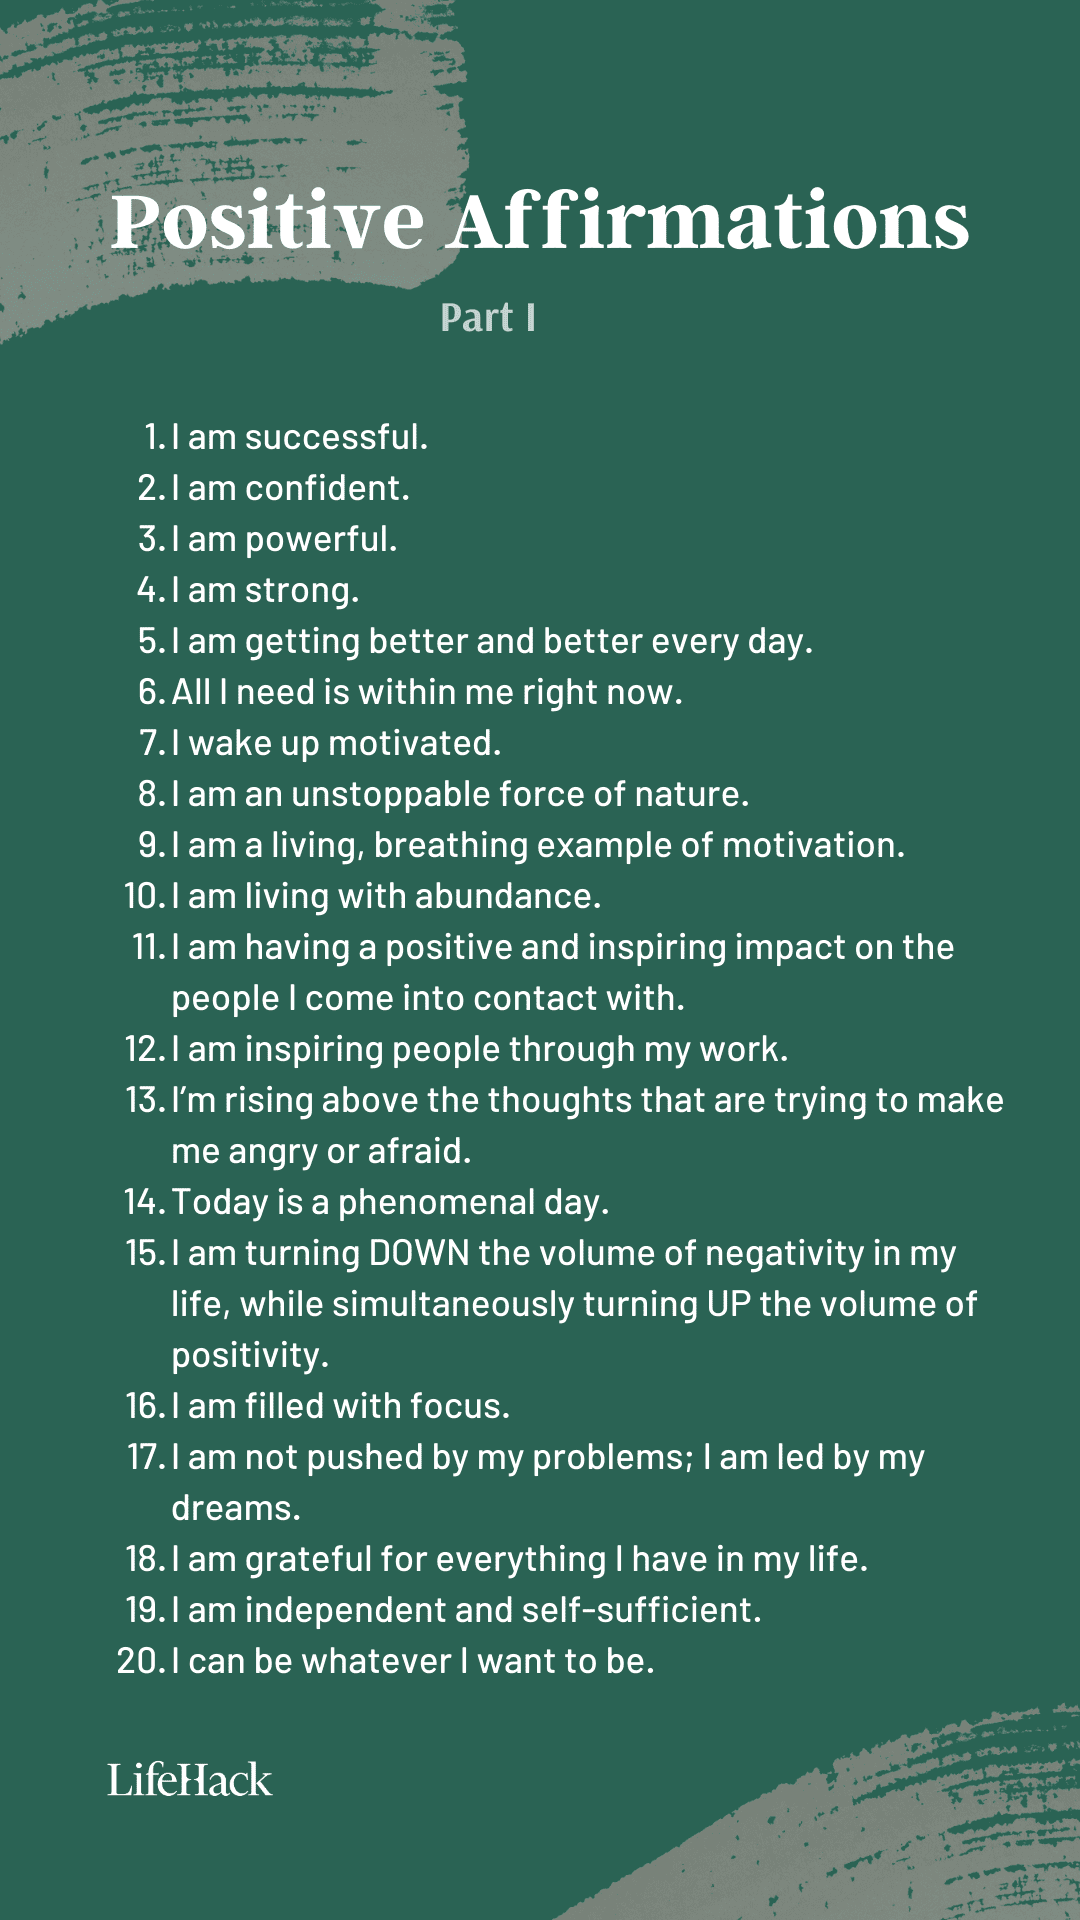 Positive Affirmations
Part I
1. I am successful.
2. I am confident.
3. I am powerful.
4. I am strong.
5. I am getting better and better every day.
6. All I need is within me right now.
7. I wake up motivated.
8. I am an unstoppable force of nature.
9. I am a living, breathing example of motivation.
10. I am living with abundance.
11. I am having a positive and inspiring impact on the
people I come into contact with.
12. I am inspiring people through my work.
13. I’m rising above the thoughts that are trying to make
me angry or afraid.
14. Today is a phenomenal day.
15. I am turning DOWN the volume of negativity in my
life, while simultaneously turning UP the volume of
positivity.
16. I am filled with focus.
17. I am not pushed by my problems; I am led by my
dreams.
18. I am grateful for everything I have in my life.
19. I am independent and self-sufficient.
20. I can be whatever I want to be.
LifeHack